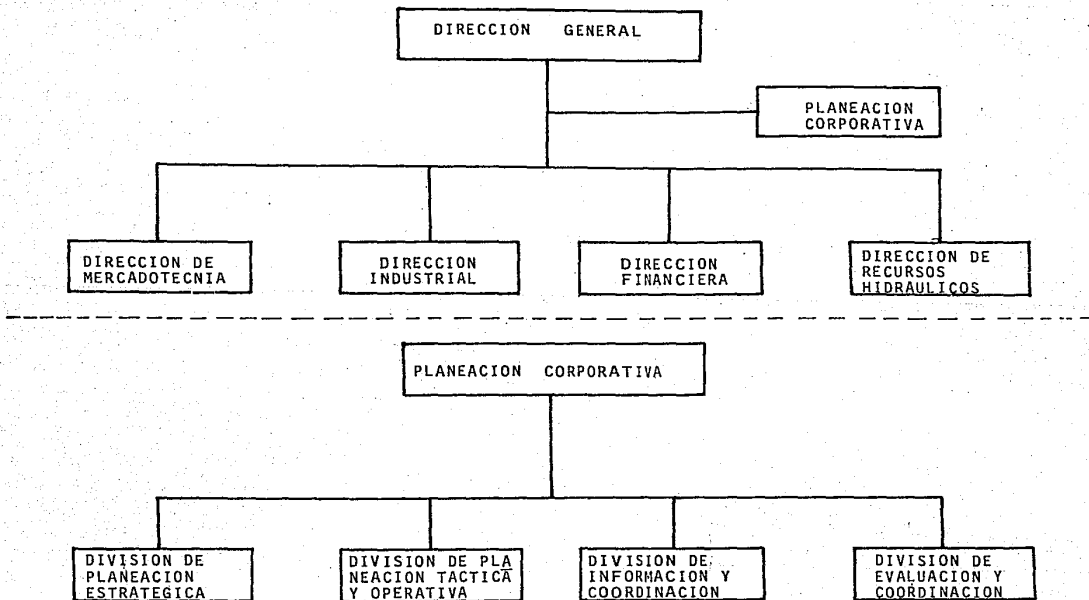 DIRECCION GENERAL
PLANEACION
CORPORATIVA
DIRECCION DE
MERCADOTECNIA
DIRECCION
INDUSTRIAL
DIRECCION
FINANCIERA
DIRECCION DE
RECURSOS
HIDRAULICOS
PLANEACION CORPORATIVA
DIVISION DE
PLANEACION
ESTRATEGICA
DIVISION DE PLA
NEACION TACTICA
Y OPERATIVA
DIVISION DE
INFORMACION Y
COORDINACION
DIVISION DE
EVALUACION Y
COORDINACION